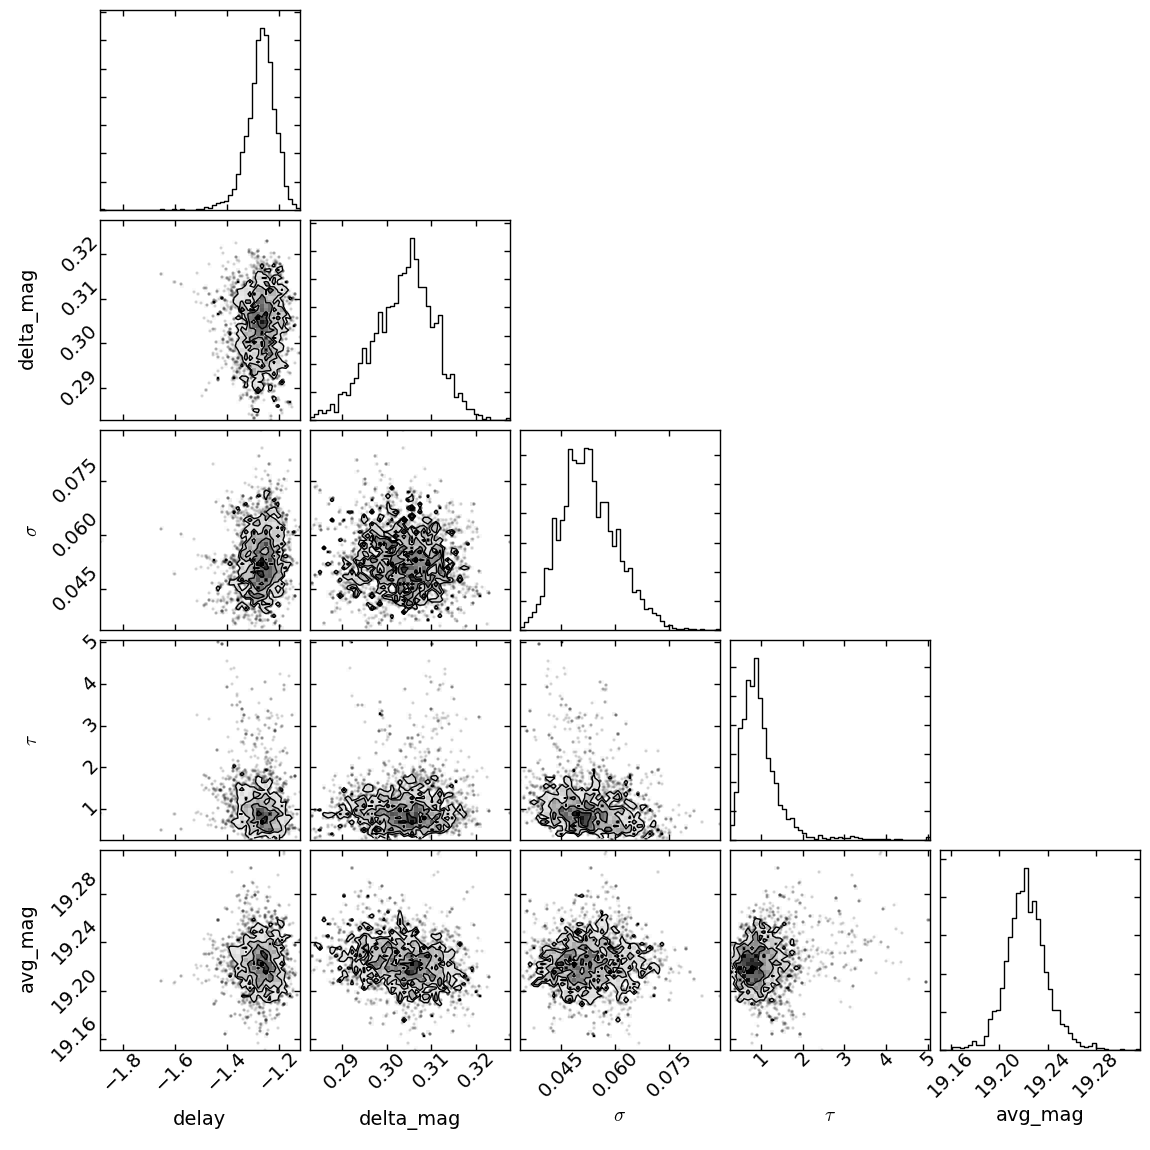 delta_mag
0.32
0.31
0.30
0.29
σ
0.075
0.060
0.045
τ
5
4
3
2
1
avg_mag
19.28
19.24
19.20
19.16
−1.8 −1.6 −1.4 −1.2
0.29 0.30 0.31 0.32
0.045 0.060 0.075
1 2 3 4 5
19.16 19.20 19.24 19.28
delay delta_mag σ τ avg_mag